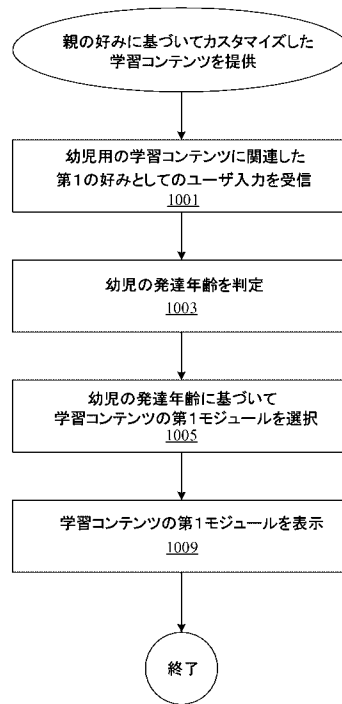 親の好みに基づいてカスタマイズした
学習コンテンツを提供
幼児用の学習コンテンツに関連した
第1の好みとしてのユーザ入力を受信
1001
幼児の発達年齢を判定
1003
幼児の発達年齢に基づいて
学習コンテンツの第1モジュールを選択
1005
学習コンテンツの第1モジュールを表示
1009
終了